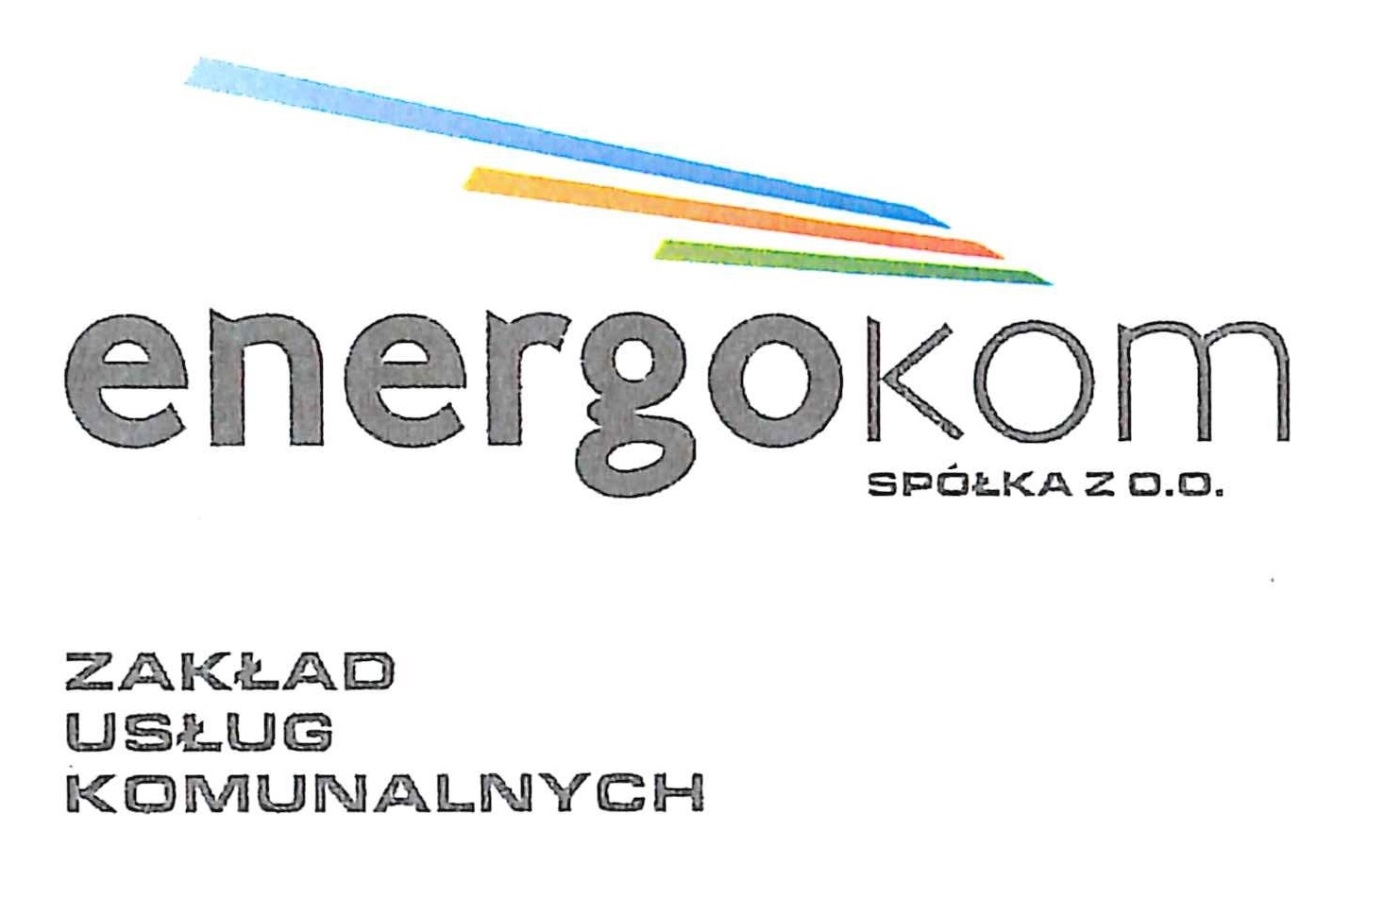 energokom
SPÓŁKA Z O.O.
ZAKŁAD
USŁUG
KOMUNALNYCH